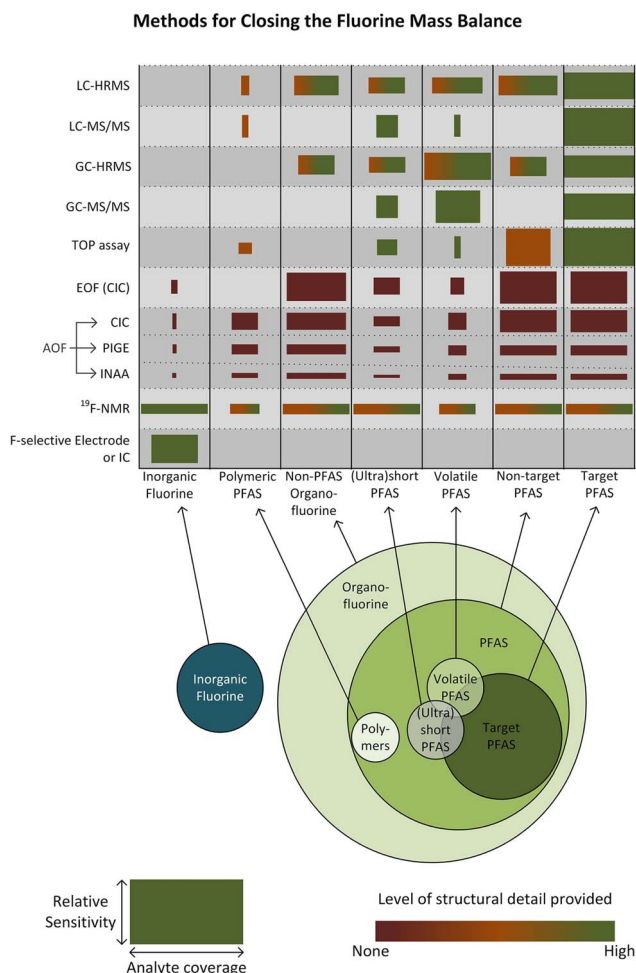 Methods for Closing the Fluorine Mass Balance
LC-HRMS
LC-MS/MS
GC-HRMS
GC-MS/MS
TOP assay
EOF (CIC)
CIC
AOF
PIGE
INAA
¹⁹F-NMR
F-selective Electrode
or IC
Inorganic
Fluorine
Polymeric
PFAS
Non-PFAS
Organo-
fluorine
(Ultra)short
PFAS
Volatile
PFAS
Non-target
PFAS
Target
PFAS
Organo-
fluorine
PFAS
Inorganic
Fluorine
Volatile
PFAS
(Ultra)
short
PFAS
Poly-
mers
Target
PFAS
Relative
Sensitivity
Analyte coverage
Level of structural detail provided
None
High